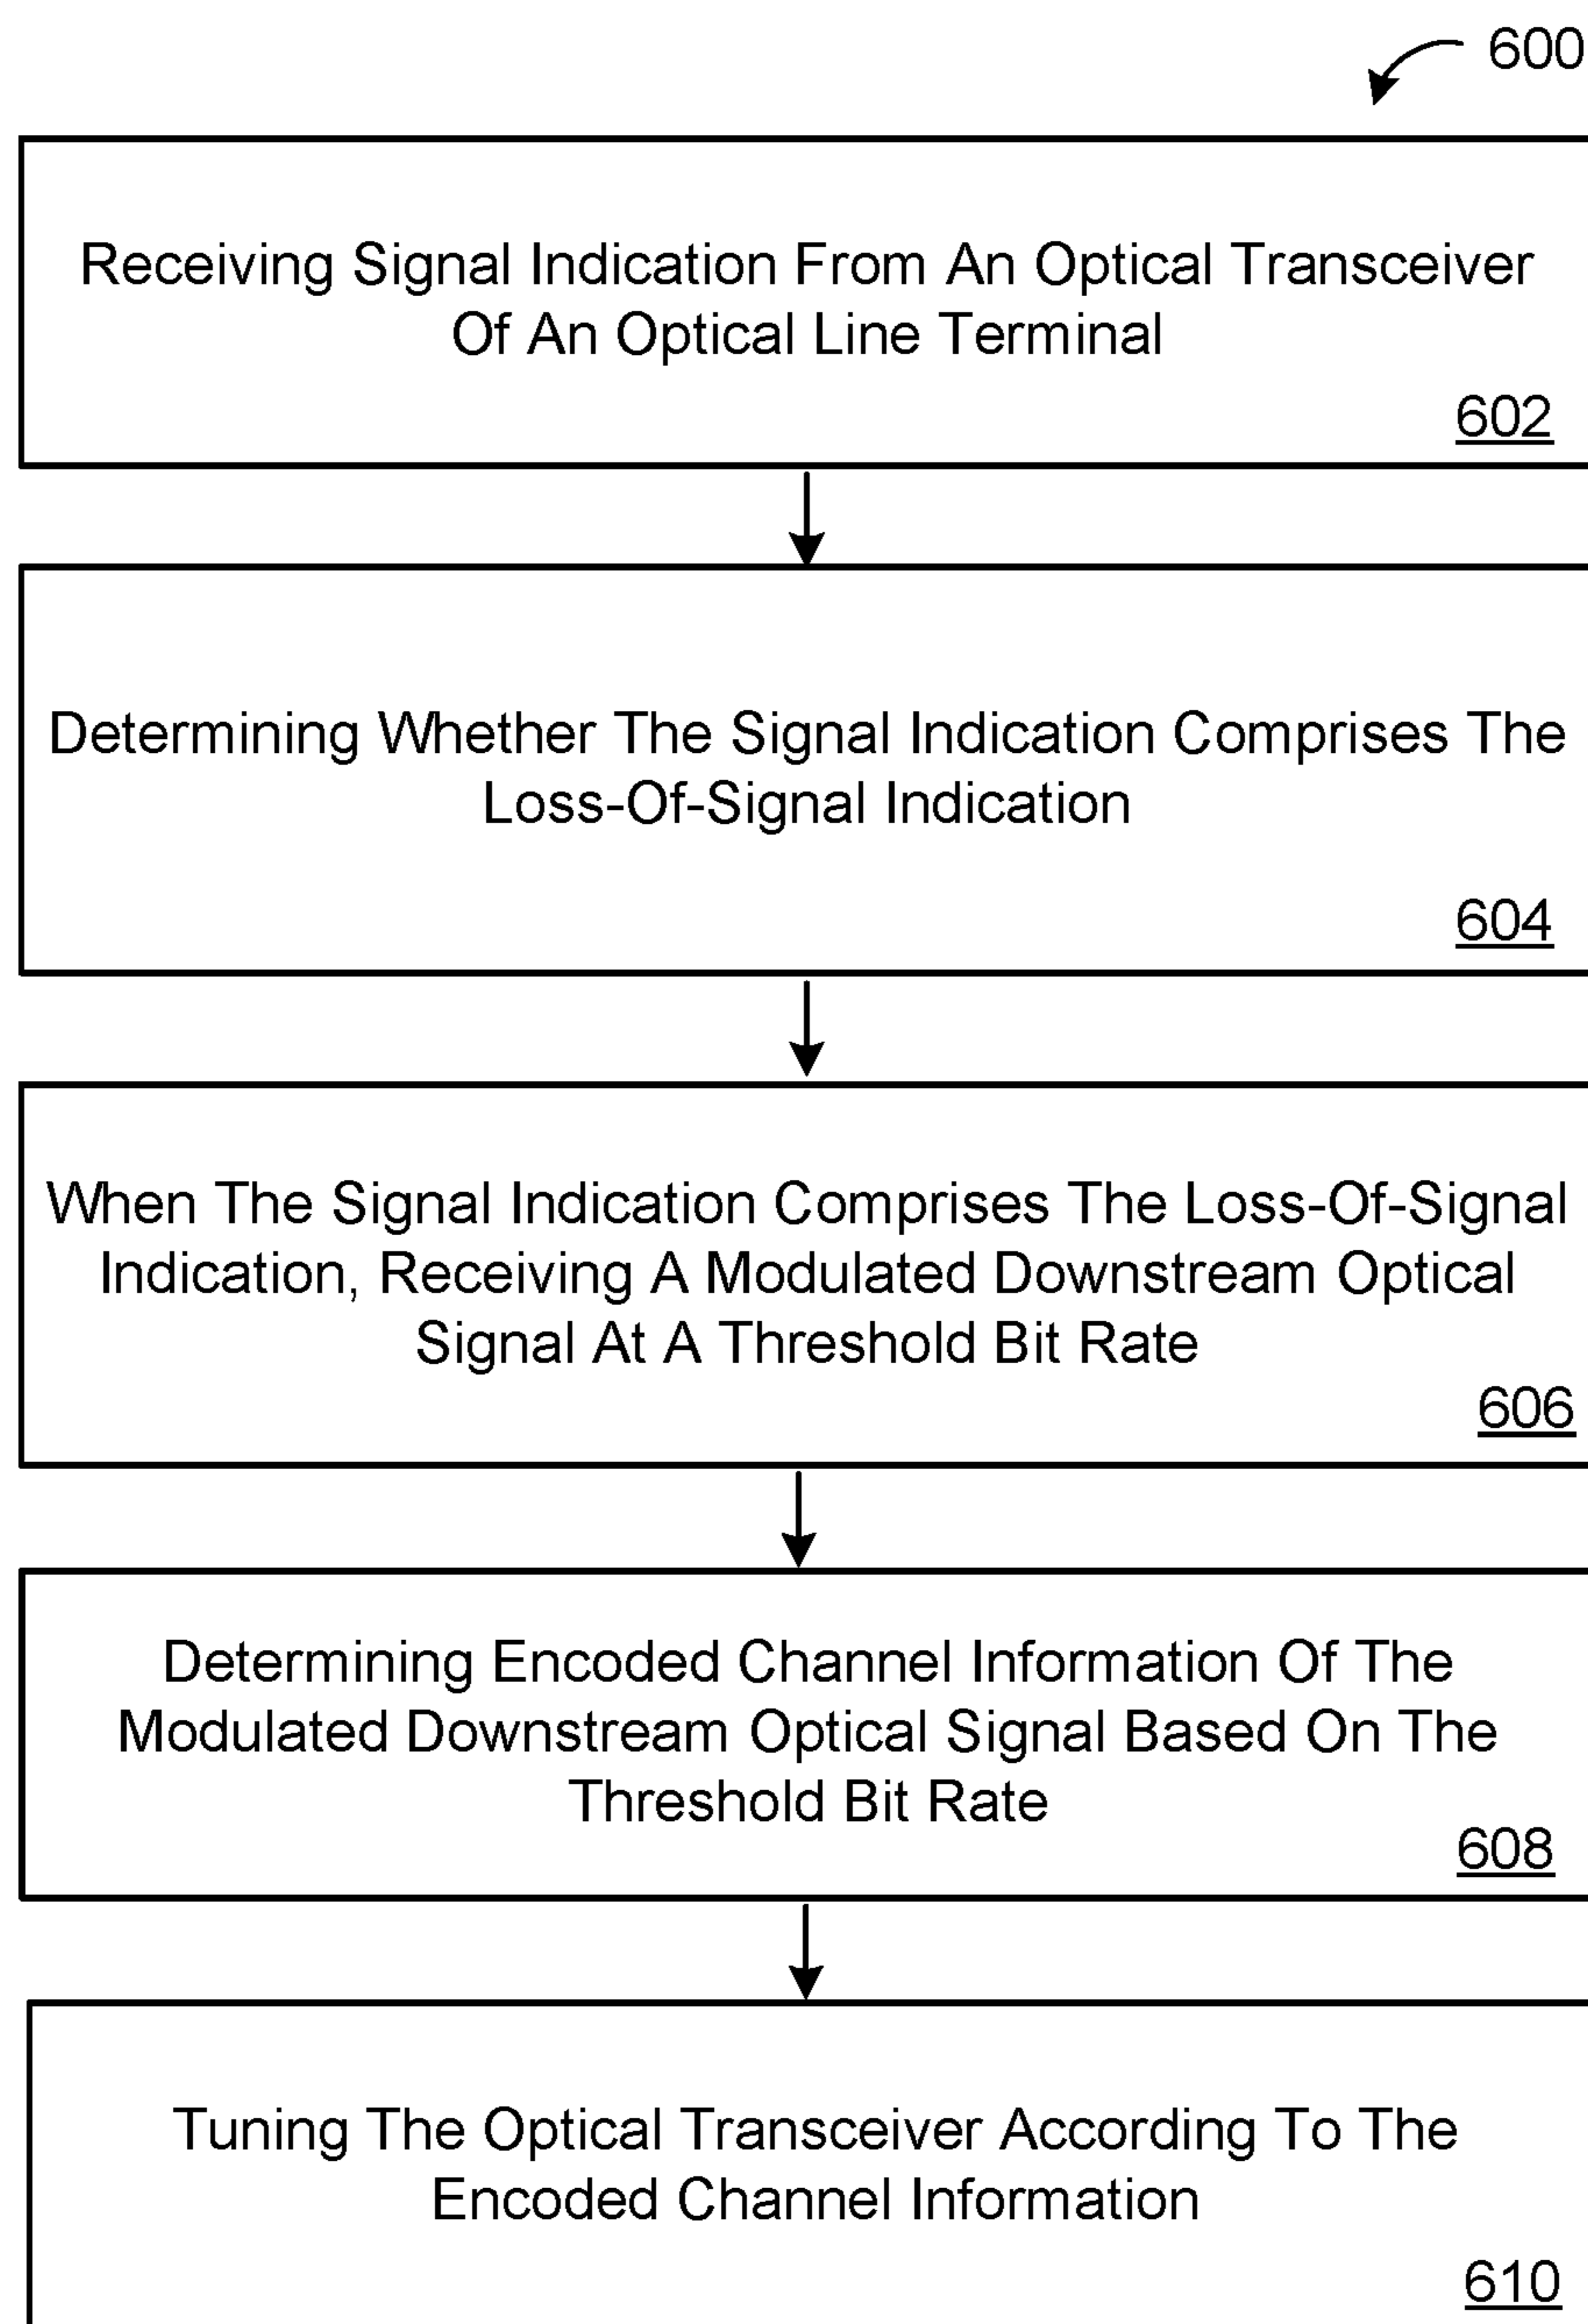 600
Receiving Signal Indication From An Optical Transceiver
Of An Optical Line Terminal
602
Determining Whether The Signal Indication Comprises The
Loss-Of-Signal Indication
604
When The Signal Indication Comprises The Loss-Of-Signal
Indication, Receiving A Modulated Downstream Optical
Signal At A Threshold Bit Rate
606
Determining Encoded Channel Information Of The
Modulated Downstream Optical Signal Based On The
Threshold Bit Rate
608
Tuning The Optical Transceiver According To The
Encoded Channel Information
610